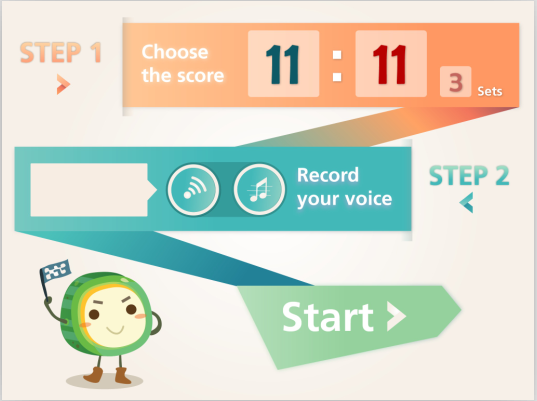 STEP 1
Choose
the score
11 : 11
3 Sets
Record
your voice
STEP 2
Start